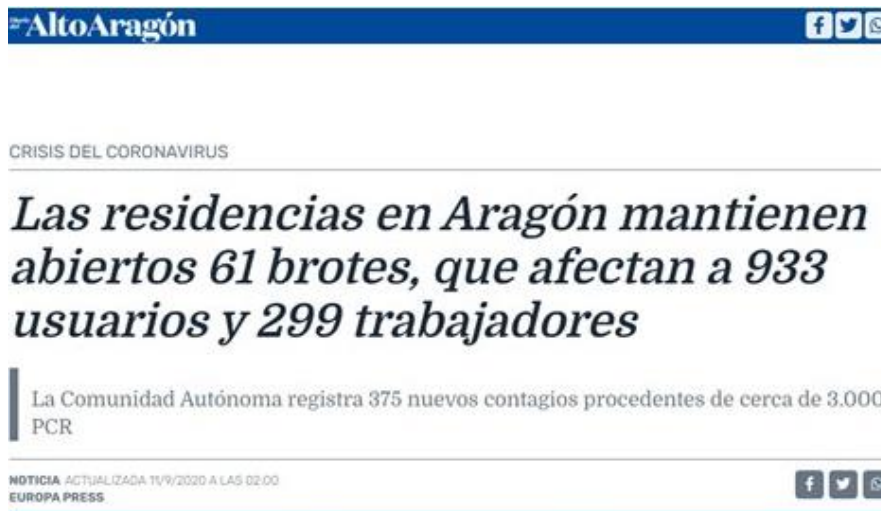 AltoAragón
CRISIS DEL CORONAVIRUS
Las residencias en Aragón mantienen
abiertos 61 brotes, que afectan a 933
usuarios y 299 trabajadores
La Comunidad Autónoma registra 375 nuevos contagios procedentes de cerca de 3.000
PCR
NOTICIA ACTUALIZADA 11/9/2020 A LAS 02:00
EUROPA PRESS